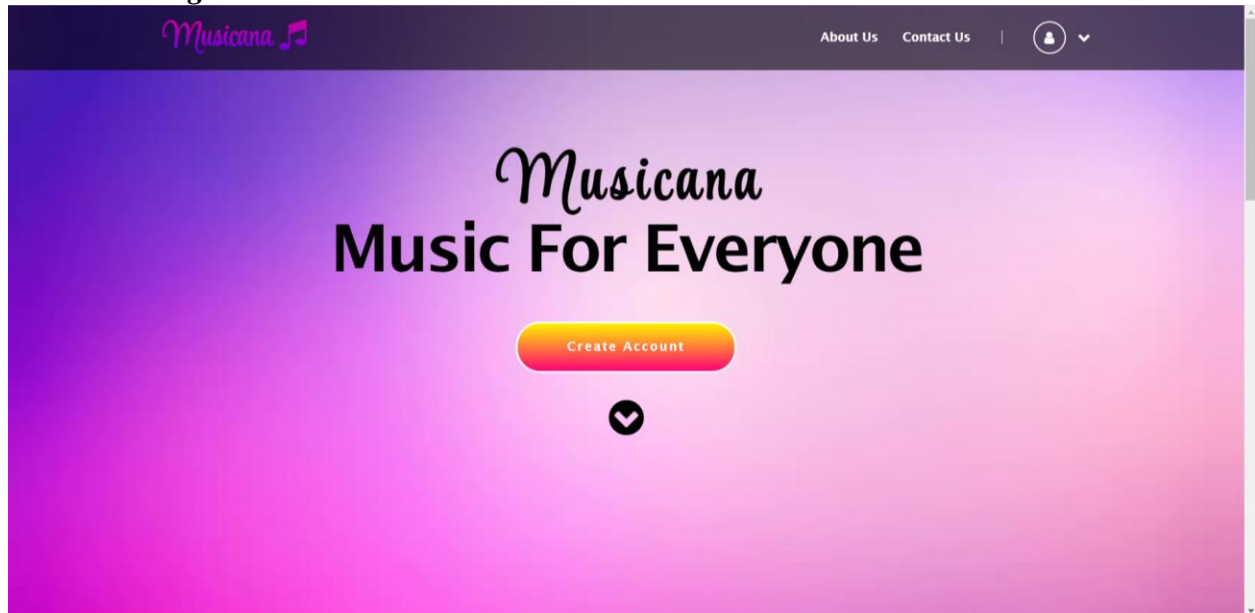 Musicana
About Us Contact Us |
Musicana
Music For Everyone
Create Account